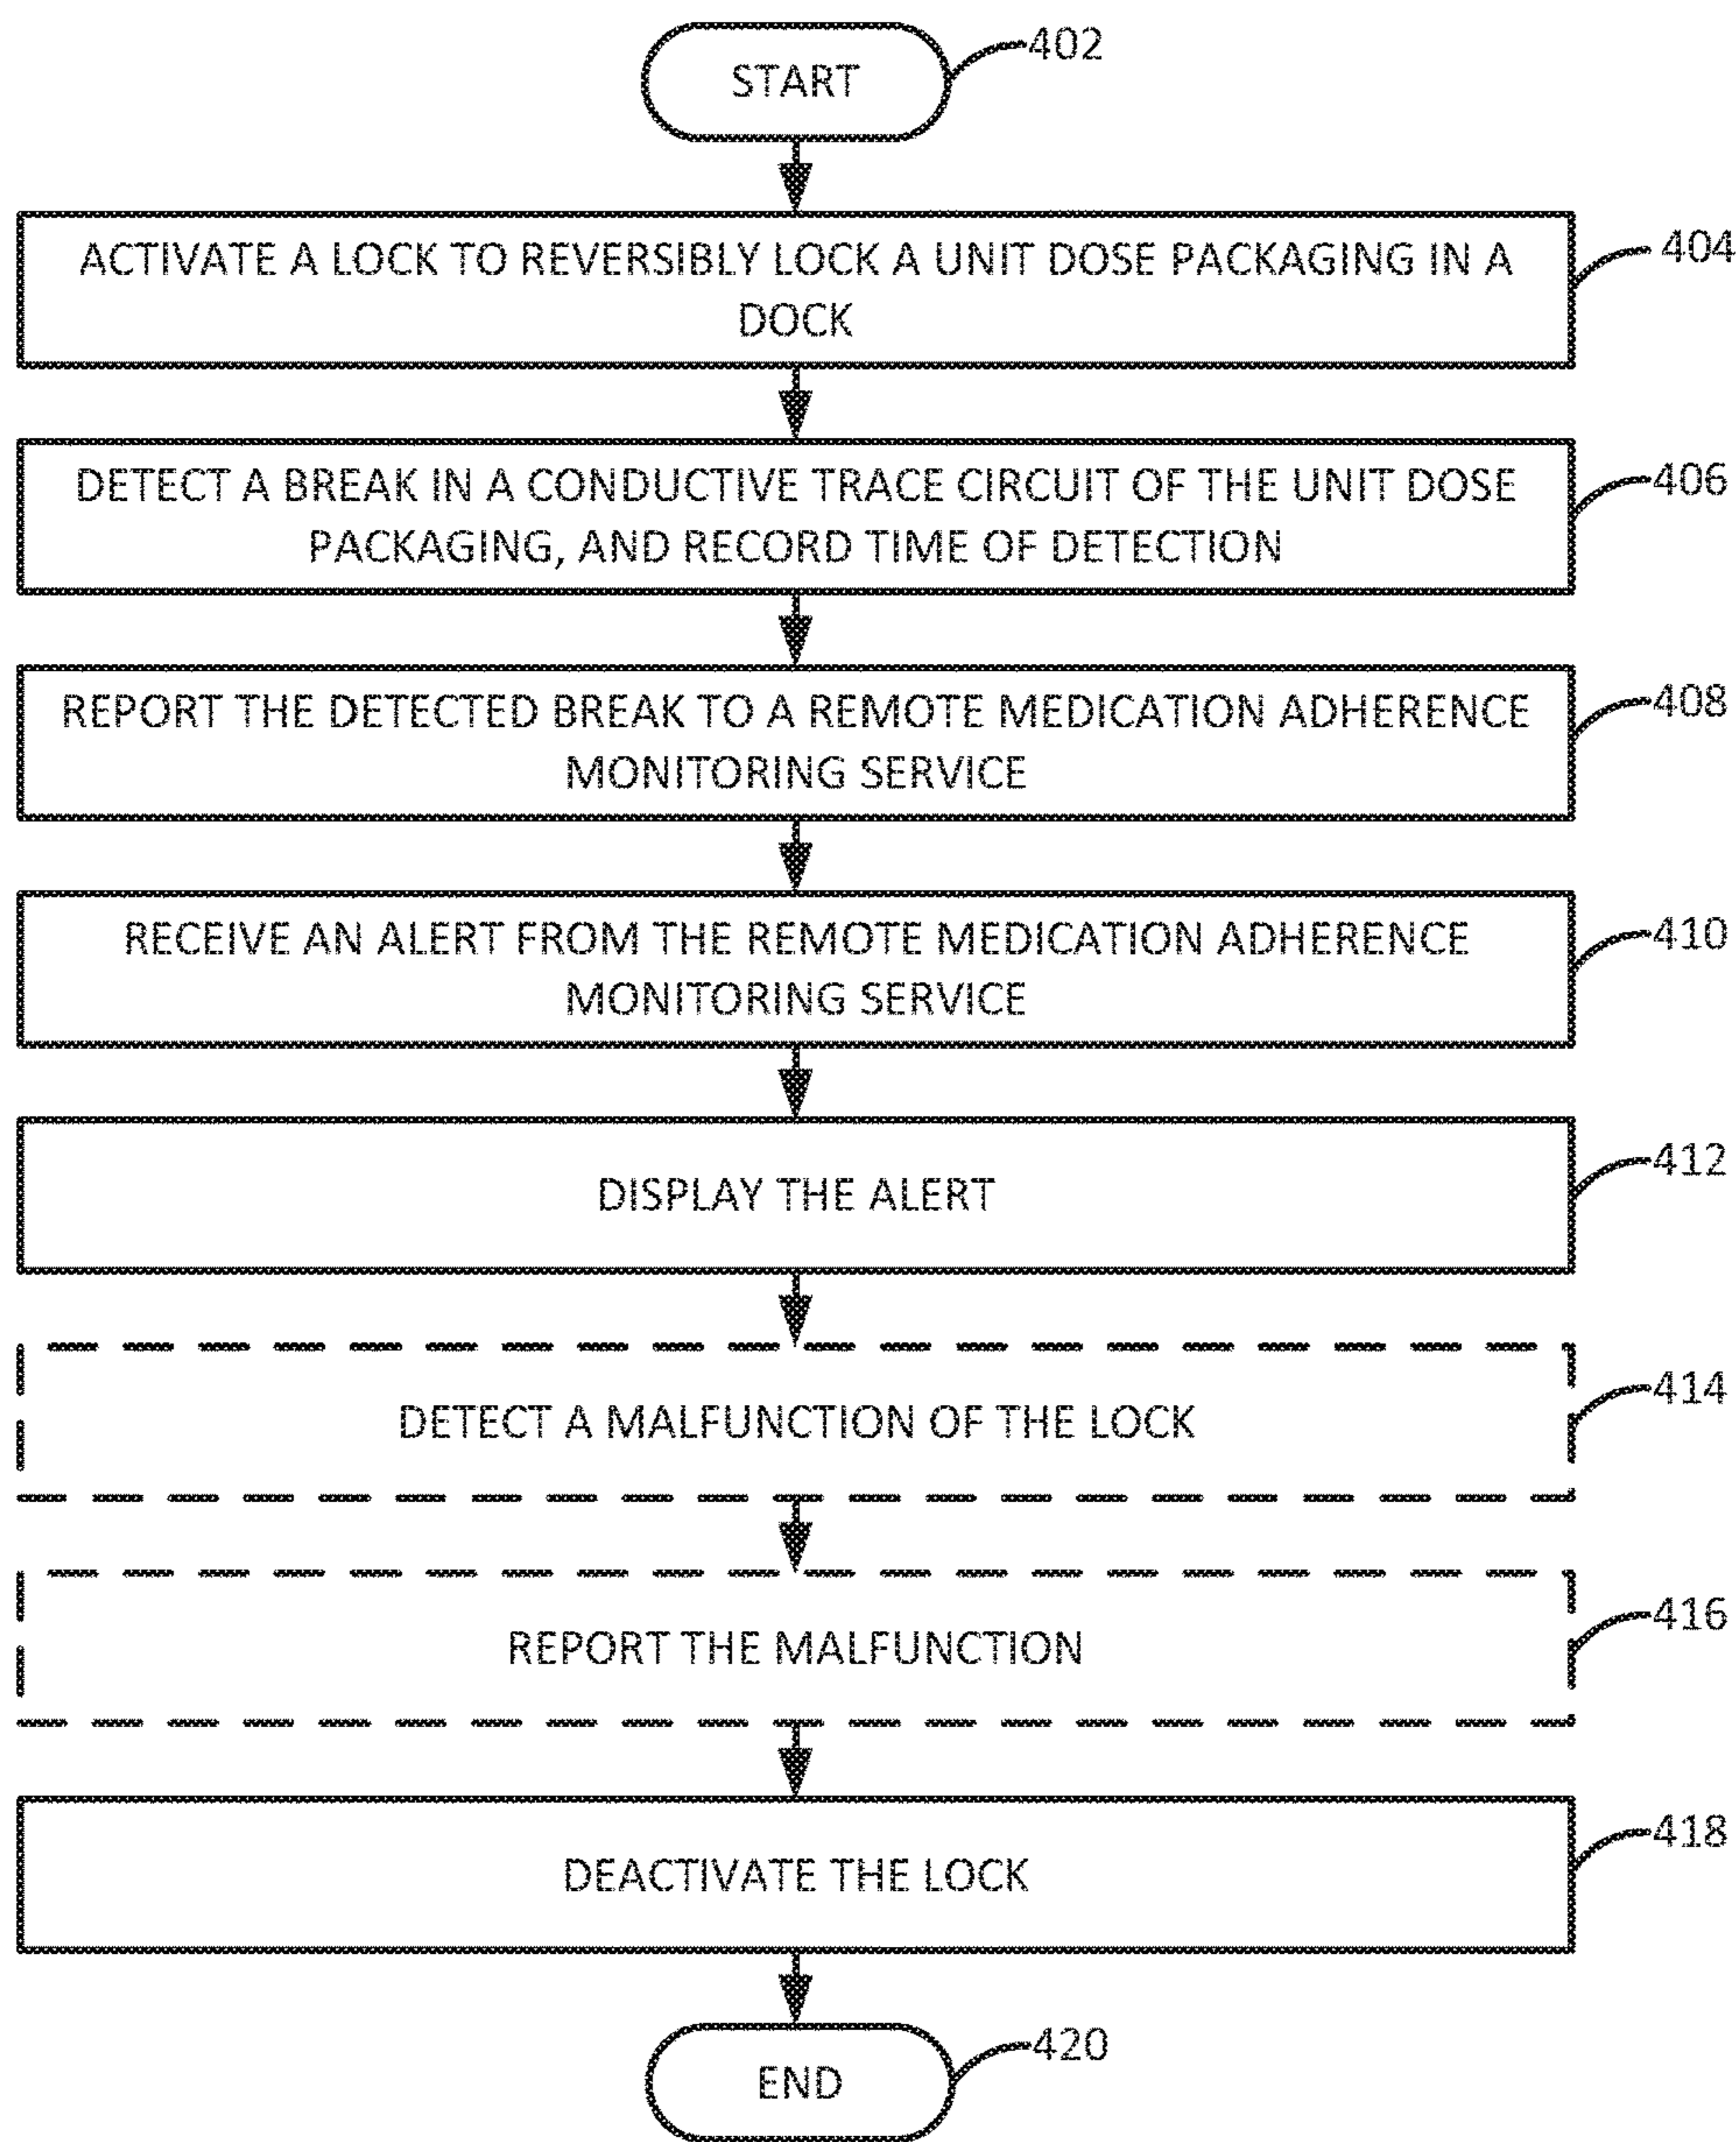 START
402
ACTIVATE A LOCK TO REVERSIBLY LOCK A UNIT DOSE PACKAGING IN A
DOCK
404
DETECT A BREAK IN A CONDUCTIVE TRACE CIRCUIT OF THE UNIT DOSE
PACKAGING, AND RECORD TIME OF DETECTION
406
REPORT THE DETECTED BREAK TO A REMOTE MEDICATION ADHERENCE
MONITORING SERVICE
408
RECEIVE AN ALERT FROM THE REMOTE MEDICATION ADHERENCE
MONITORING SERVICE
410
DISPLAY THE ALERT
412
DETECT A MALFUNCTION OF THE LOCK
414
REPORT THE MALFUNCTION
416
DEACTIVATE THE LOCK
418
END
420